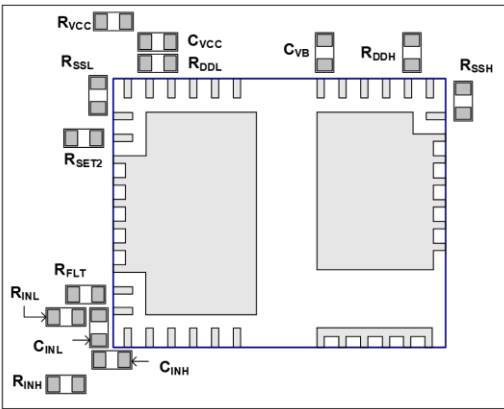 RVCC
CVCC
RDDL
CVB
RDDH
RSSL
RSSH
RSET2
RFLT
RINL
CINL
CINH
RINH